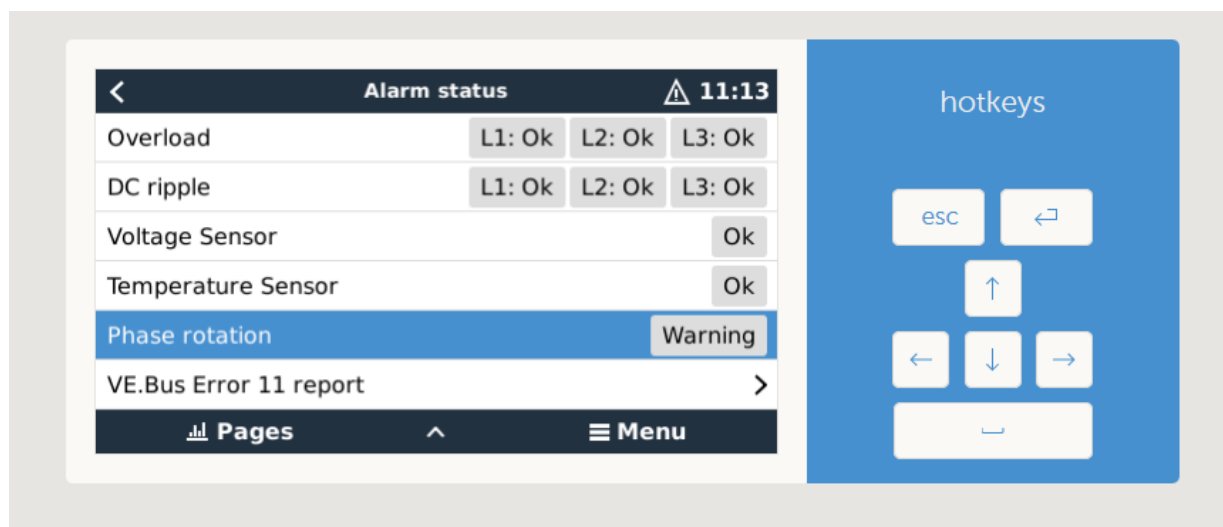 Alarm status 11:13
Overload L1: Ok L2: Ok L3: Ok
DC ripple L1: Ok L2: Ok L3: Ok
Voltage Sensor Ok
Temperature Sensor Ok
Phase rotation Warning
VE.Bus Error 11 report
Pages Menu
hotkeys
esc